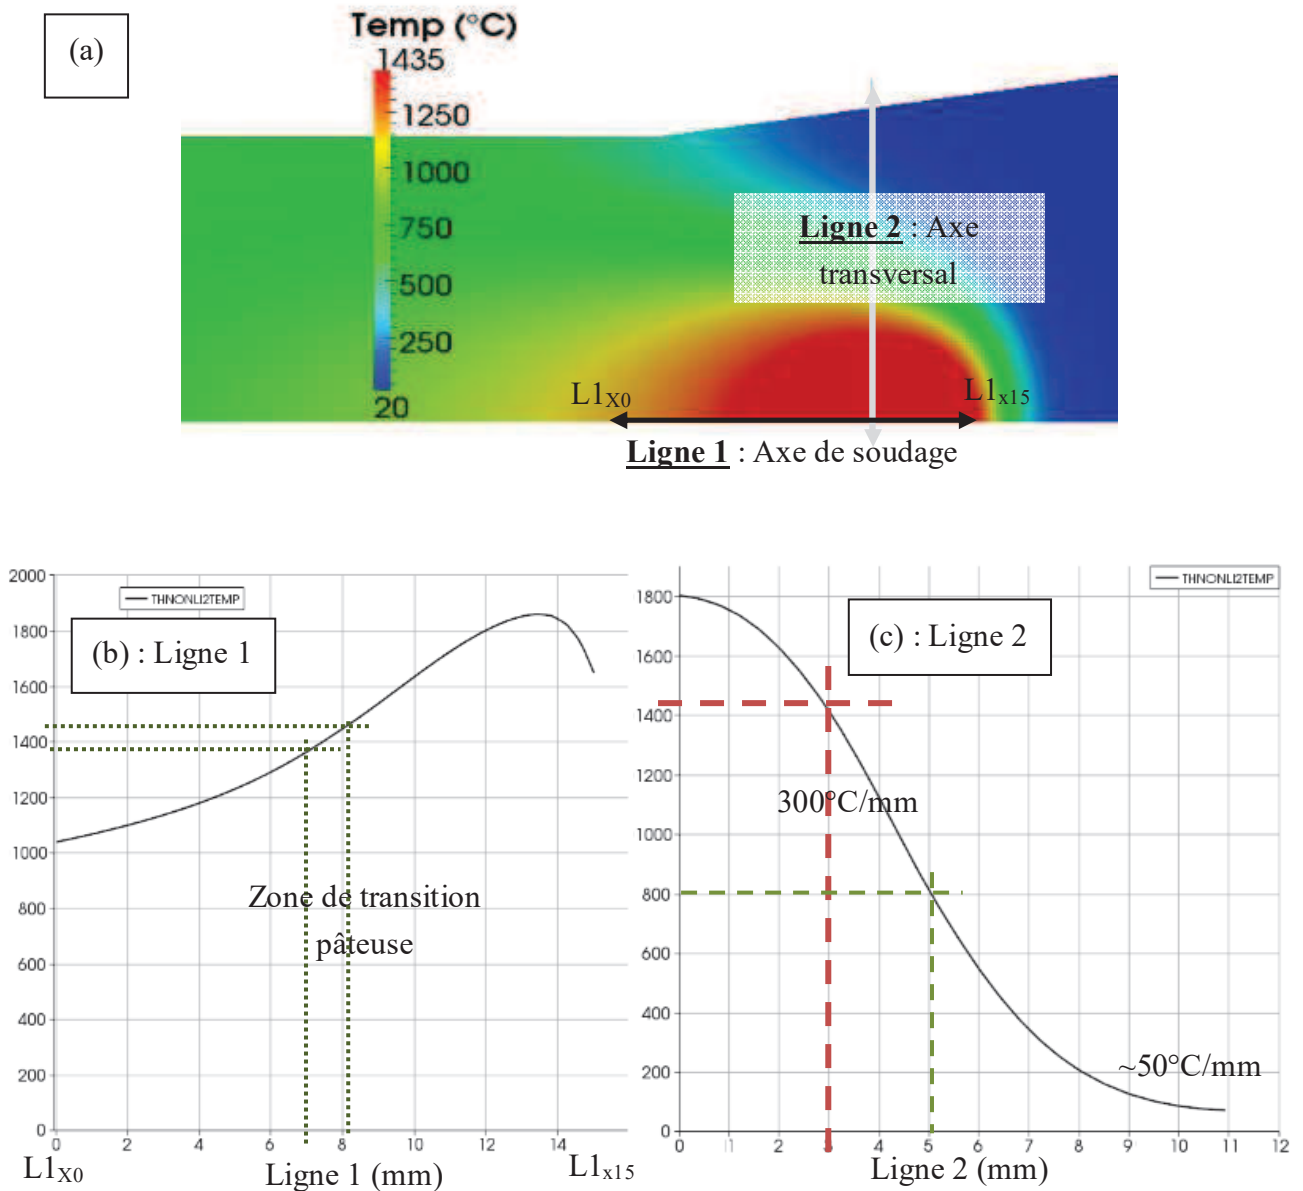 (a)
Temp (°C)
1435
1250
1000
750
500
250
20
Ligne 2 : Axe
transversal
L1X0
L1x15
Ligne 1 : Axe de soudage
2000
1800
1600
1400
1200
1000
800
600
400
200
0
THNONLI2TEMP
(b) : Ligne 1
Zone de transition
pâteuse
0 2 4 6 8 10 12 14
L1X0
Ligne 1 (mm)
L1x15
1800
1600
1400
1200
1000
800
600
400
200
0
THNONLI2TEMP
(c) : Ligne 2
300°C/mm
~50°C/mm
0 1 2 3 4 5 6 7 8 9 10 11 12
Ligne 2 (mm)